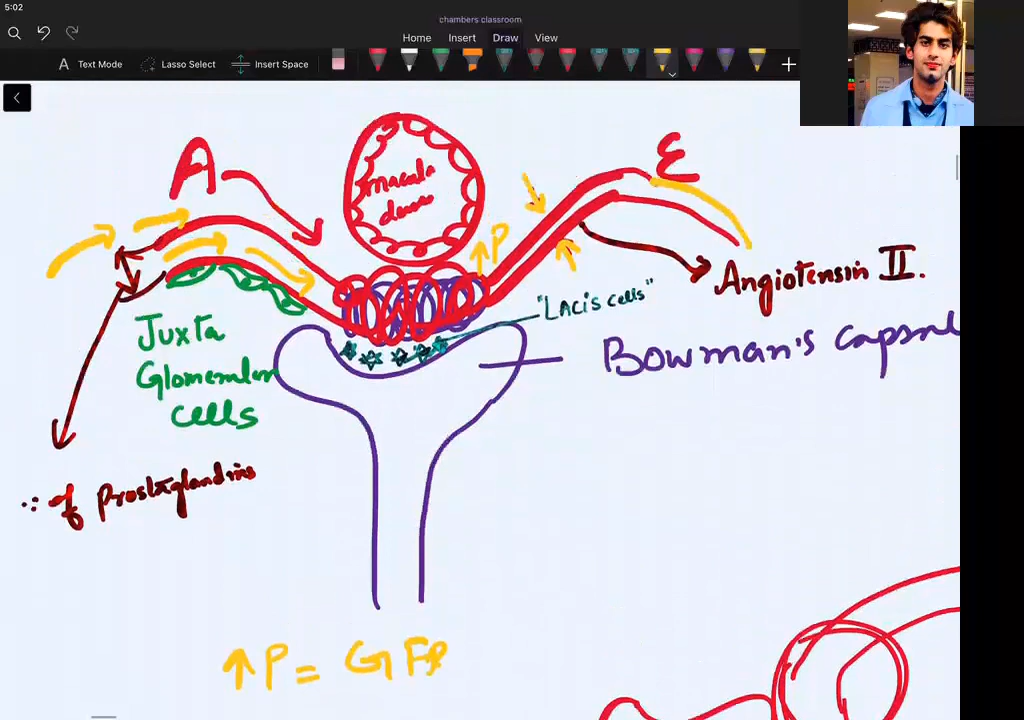 5:02
chambers classroom
Home Insert Draw View
Text Mode Lasso Select Insert Space
A
E
macula
densa
↑P
Angiotensin II.
"Lacis cells"
Juxta
Glomerular
cells
Bowman's capsul
∵ of Prostaglandins
↑P = GFR